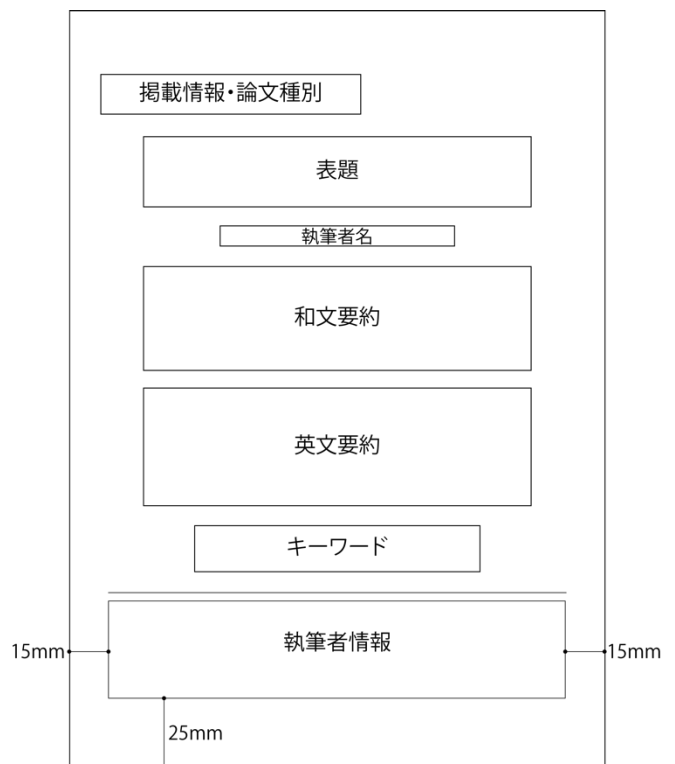 掲載情報・論文種別
表題
執筆者名
和文要約
英文要約
キーワード
執筆者情報
15mm
15mm
25mm